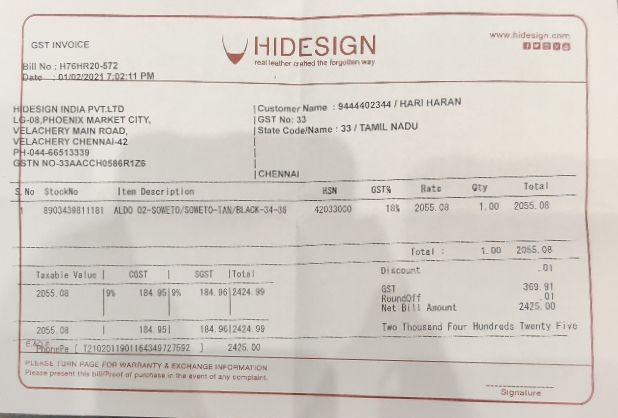 GST INVOICE
HIDESIGN
real leather crafted the forgotten way
www.hidesign.com
Bill No : H76HR20-572
Date : 01/02/2021 7:02:11 PM
HIDESIGN INDIA PVT.LTD
LG-08,PHOENIX MARKET CITY,
VELACHERY MAIN ROAD,
VELACHERY CHENNAI-42
PH-044-66513339
GSTN NO-33AACCH0586R1Z6
Customer Name : 9444402344 / HARI HARAN
GST No: 33
State Code/Name : 33 / TAMIL NADU
CHENNAI
S.No StockNo Item Description HSN GST% Rate Qty Total
1 8903439811181 ALDO 02-SOWETO/SOWETO-TAN/BLACK-34-36 42033000 18% 2055.08 1.00 2055.08
Total : 1.00 2055.08
Taxable Value | CGST | SGST |Total
2055.08 |9% 184.95|9% 184.96|2424.99
2055.08 | 184.95| 184.96|2424.99
Discount .01
GST 369.91
RoundOff .01
Net Bill Amount 2425.00
Two Thousand Four Hundreds Twenty Five
PhonePe [ T2102011901164349727592 ] 2425.00
PLEASE TURN PAGE FOR WARRANTY & EXCHANGE INFORMATION
Please present this bill/Proof of purchase in the event of any complaint.
Signature